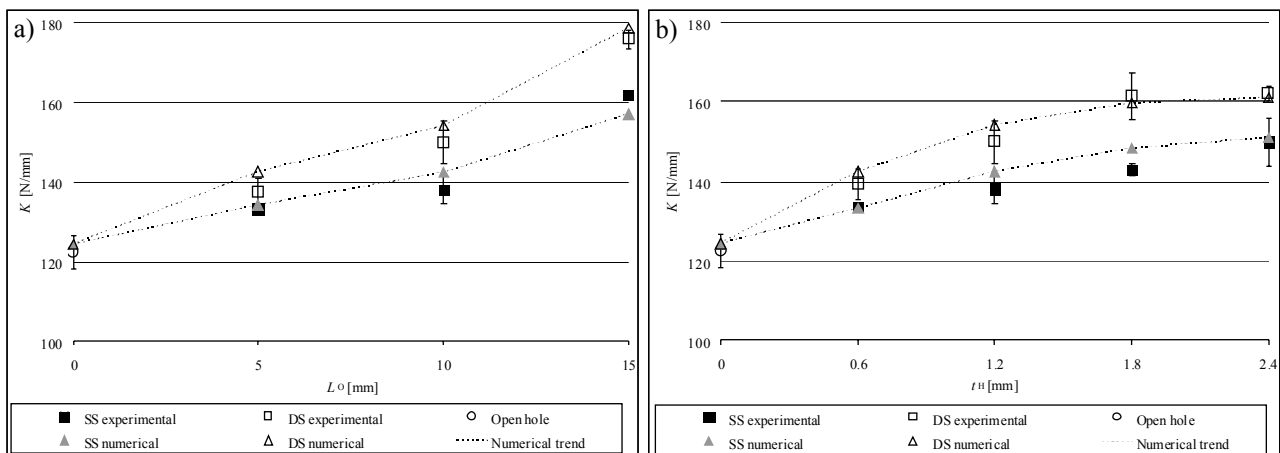 a)
180
160
140
120
100
K [N/mm]
0 5 10 15
L O [mm]
SS experimental DS experimental Open hole
SS numerical DS numerical Numerical trend
b)
180
160
140
120
100
K [N/mm]
0 0.6 1.2 1.8 2.4
t H [mm]
SS experimental DS experimental Open hole
SS numerical DS numerical Numerical trend